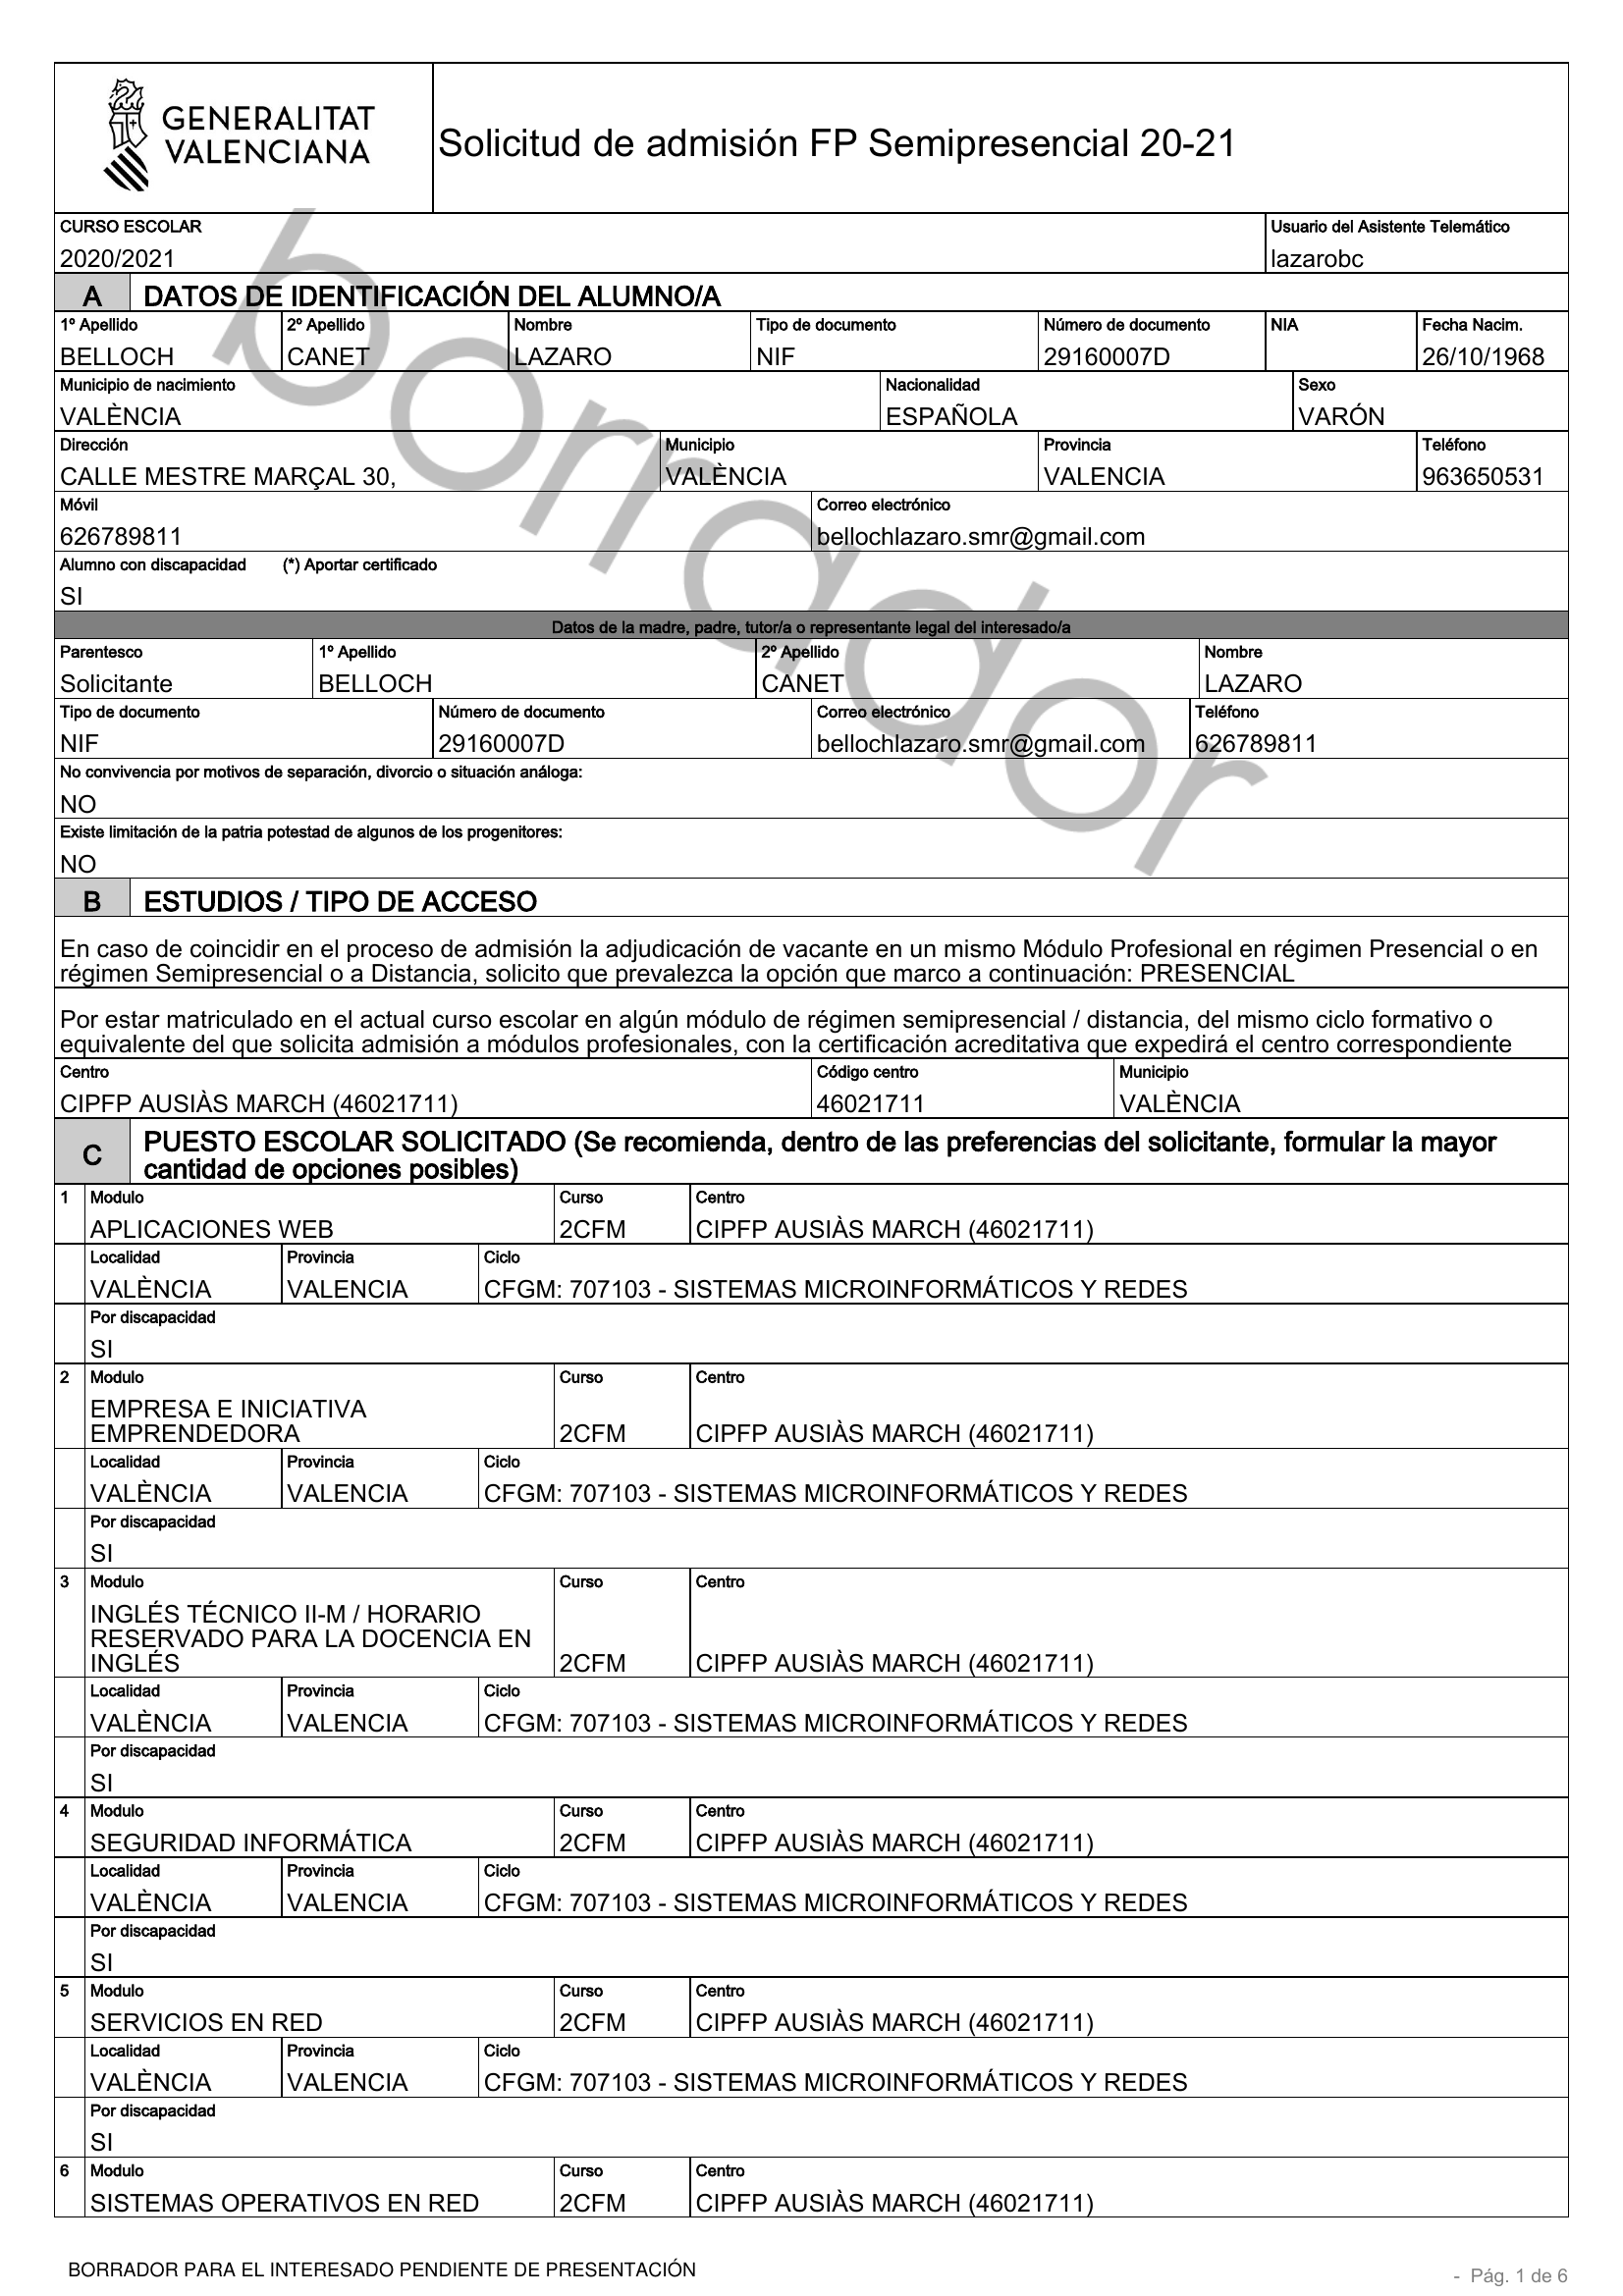 GENERALITAT
VALENCIANA
Solicitud de admisión FP Semipresencial 20-21
CURSO ESCOLAR Usuario del Asistente Telemático
2020/2021 lazarobc
A DATOS DE IDENTIFICACIÓN DEL ALUMNO/A
1º Apellido 2º Apellido Nombre Tipo de documento Número de documento NIA Fecha Nacim.
BELLOCH CANET LAZARO NIF 29160007D 26/10/1968
Municipio de nacimiento Nacionalidad Sexo
VALÈNCIA ESPAÑOLA VARÓN
Dirección Municipio Provincia Teléfono
CALLE MESTRE MARÇAL 30, VALÈNCIA VALENCIA 963650531
Móvil Correo electrónico
626789811 bellochlazaro.smr@gmail.com
Alumno con discapacidad (*) Aportar certificado
SI
Datos de la madre, padre, tutor/a o representante legal del interesado/a
Parentesco 1º Apellido 2º Apellido Nombre
Solicitante BELLOCH CANET LAZARO
Tipo de documento Número de documento Correo electrónico Teléfono
NIF 29160007D bellochlazaro.smr@gmail.com 626789811
No convivencia por motivos de separación, divorcio o situación análoga:
NO
Existe limitación de la patria potestad de algunos de los progenitores:
NO
borrador
B ESTUDIOS / TIPO DE ACCESO
En caso de coincidir en el proceso de admisión la adjudicación de vacante en un mismo Módulo Profesional en régimen Presencial o en
régimen Semipresencial o a Distancia, solicito que prevalezca la opción que marco a continuación: PRESENCIAL
Por estar matriculado en el actual curso escolar en algún módulo de régimen semipresencial / distancia, del mismo ciclo formativo o
equivalente del que solicita admisión a módulos profesionales, con la certificación acreditativa que expedirá el centro correspondiente
Centro Código centro Municipio
CIPFP AUSIÀS MARCH (46021711) 46021711 VALÈNCIA
C PUESTO ESCOLAR SOLICITADO (Se recomienda, dentro de las preferencias del solicitante, formular la mayor
cantidad de opciones posibles)
1 Modulo Curso Centro
APLICACIONES WEB 2CFM CIPFP AUSIÀS MARCH (46021711)
Localidad Provincia Ciclo
VALÈNCIA VALENCIA CFGM: 707103 - SISTEMAS MICROINFORMÁTICOS Y REDES
Por discapacidad
SI
2 Modulo Curso Centro
EMPRESA E INICIATIVA
EMPRENDEDORA 2CFM CIPFP AUSIÀS MARCH (46021711)
Localidad Provincia Ciclo
VALÈNCIA VALENCIA CFGM: 707103 - SISTEMAS MICROINFORMÁTICOS Y REDES
Por discapacidad
SI
3 Modulo Curso Centro
INGLÉS TÉCNICO II-M / HORARIO
RESERVADO PARA LA DOCENCIA EN
INGLÉS 2CFM CIPFP AUSIÀS MARCH (46021711)
Localidad Provincia Ciclo
VALÈNCIA VALENCIA CFGM: 707103 - SISTEMAS MICROINFORMÁTICOS Y REDES
Por discapacidad
SI
4 Modulo Curso Centro
SEGURIDAD INFORMÁTICA 2CFM CIPFP AUSIÀS MARCH (46021711)
Localidad Provincia Ciclo
VALÈNCIA VALENCIA CFGM: 707103 - SISTEMAS MICROINFORMÁTICOS Y REDES
Por discapacidad
SI
5 Modulo Curso Centro
SERVICIOS EN RED 2CFM CIPFP AUSIÀS MARCH (46021711)
Localidad Provincia Ciclo
VALÈNCIA VALENCIA CFGM: 707103 - SISTEMAS MICROINFORMÁTICOS Y REDES
Por discapacidad
SI
6 Modulo Curso Centro
SISTEMAS OPERATIVOS EN RED 2CFM CIPFP AUSIÀS MARCH (46021711)
BORRADOR PARA EL INTERESADO PENDIENTE DE PRESENTACIÓN
- Pág. 1 de 6